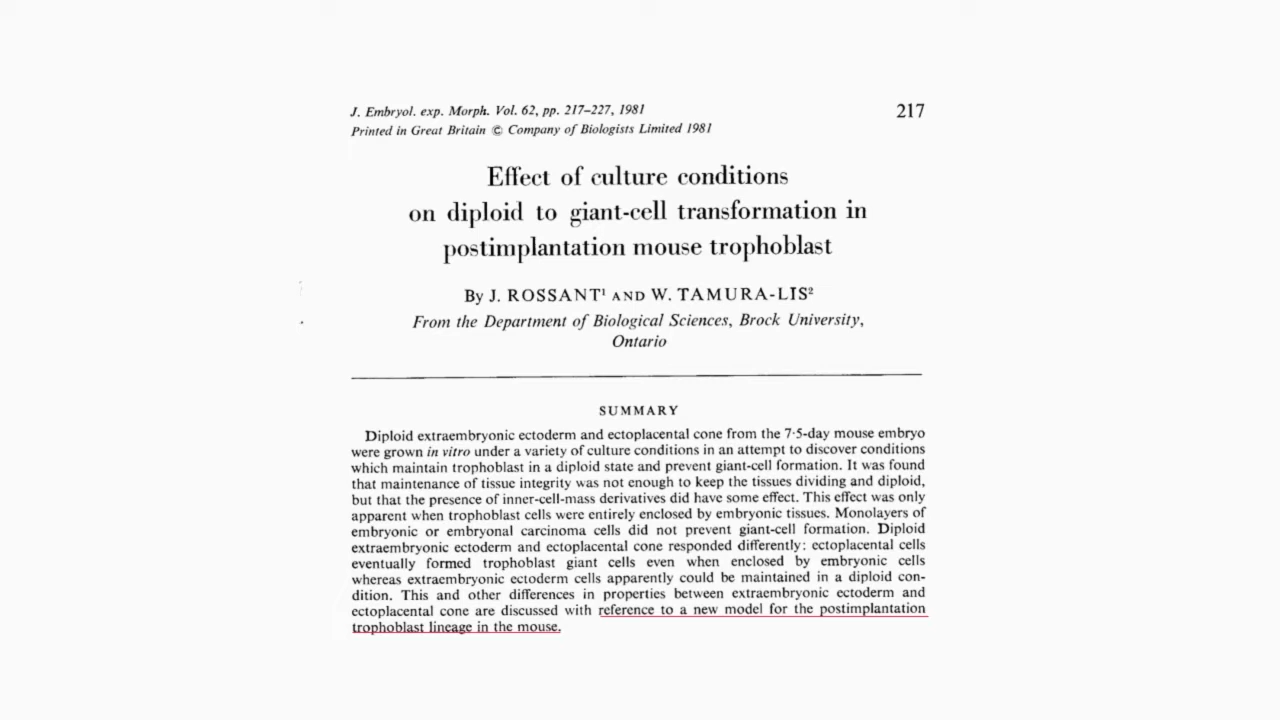 J. Embryol. exp. Morph. Vol. 62, pp. 217–227, 1981
217
Printed in Great Britain © Company of Biologists Limited 1981
Effect of culture conditions
on diploid to giant-cell transformation in
postimplantation mouse trophoblast
By J. ROSSANT¹ AND W. TAMURA-LIS²
From the Department of Biological Sciences, Brock University,
Ontario
SUMMARY
Diploid extraembryonic ectoderm and ectoplacental cone from the 7·5-day mouse embryo
were grown in vitro under a variety of culture conditions in an attempt to discover conditions
which maintain trophoblast in a diploid state and prevent giant-cell formation. It was found
that maintenance of tissue integrity was not enough to keep the tissues dividing and diploid,
but that the presence of inner-cell-mass derivatives did have some effect. This effect was only
apparent when trophoblast cells were entirely enclosed by embryonic tissues. Monolayers of
embryonic or embryonal carcinoma cells did not prevent giant-cell formation. Diploid
extraembryonic ectoderm and ectoplacental cone responded differently: ectoplacental cells
eventually formed trophoblast giant cells even when enclosed by embryonic cells
whereas extraembryonic ectoderm cells apparently could be maintained in a diploid con-
dition. This and other differences in properties between extraembryonic ectoderm and
ectoplacental cone are discussed with reference to a new model for the postimplantation
trophoblast lineage in the mouse.